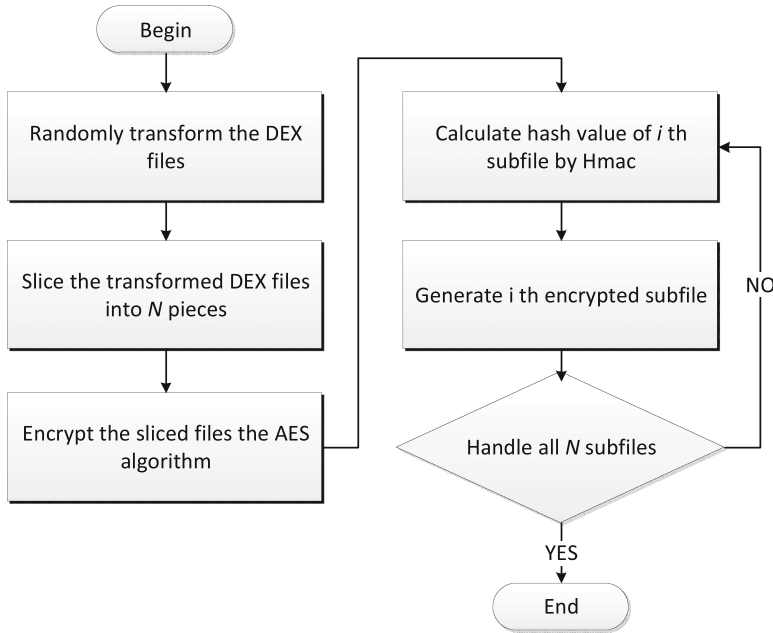 Begin
Randomly transform the DEX
files
Slice the transformed DEX files
into N pieces
Encrypt the sliced files the AES
algorithm
Calculate hash value of i th
subfile by Hmac
Generate i th encrypted subfile
Handle all N subfiles
NO
YES
End